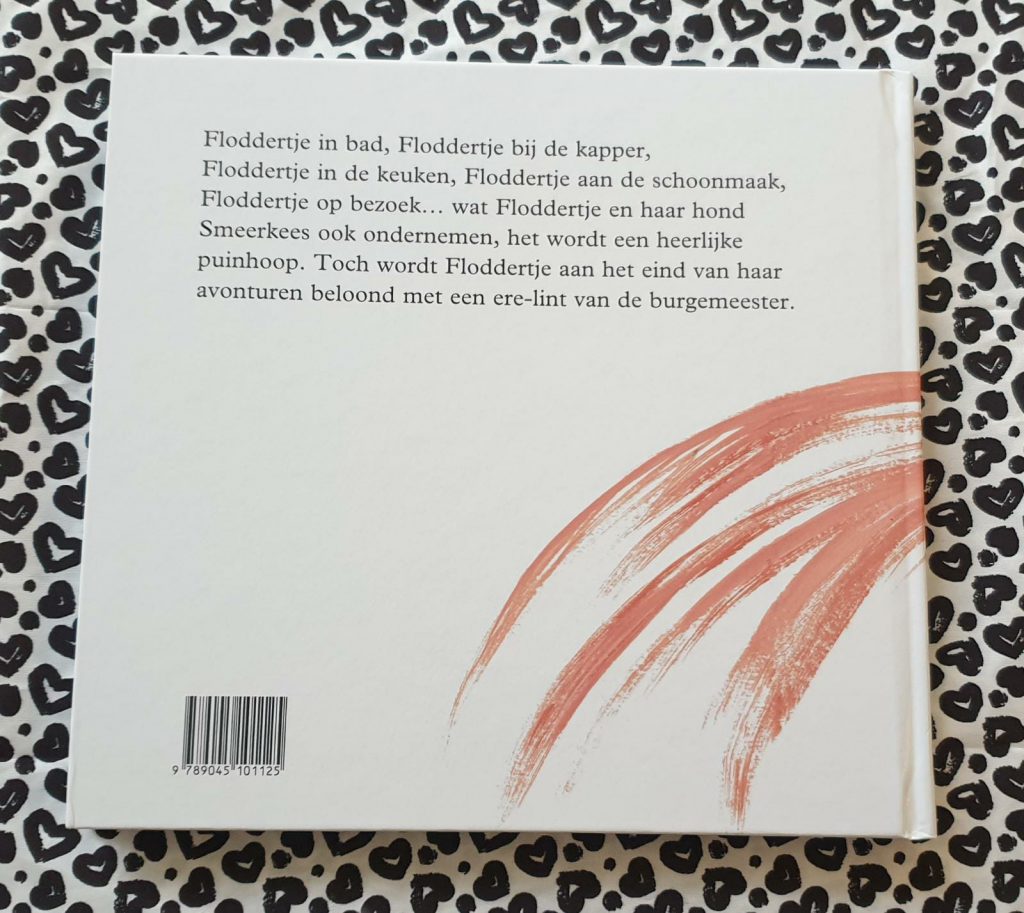 Floddertje in bad, Floddertje bij de kapper,
Floddertje in de keuken, Floddertje aan de schoonmaak,
Floddertje op bezoek... wat Floddertje en haar hond
Smeerkees ook ondernemen, het wordt een heerlijke
puinhoop. Toch wordt Floddertje aan het eind van haar
avonturen beloond met een ere-lint van de burgemeester.
9 789045 101125